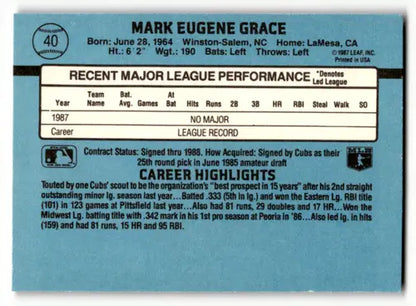 40
MARK EUGENE GRACE
Born: June 28, 1964 Winston-Salem, NC Home: LaMesa, CA
Ht: 6' 2" Wgt: 190 Bats: Left Throws: Left
© 1987 LEAF, INC.
Printed in USA
RECENT MAJOR LEAGUE PERFORMANCE *Denotes Led League
Year Team Name Bat. Avg. Games At Bat Hits Runs 2B 3B HR RBI Steal Walk SO
1987 NO MAJOR
Career LEAGUE RECORD
Contract Status: Signed thru 1988. How Acquired: Signed by Cubs as their
25th round pick in June 1985 amateur draft
CAREER HIGHLIGHTS
Touted by one Cubs' scout to be the organization's "best prospect in 15 years" after his 2nd straight
outstanding minor lg. season last year...Batted .333 (5th in lg.) and won the Eastern Lg. RBI title
(101) in 123 games at Pittsfield last year...Also had 81 runs, 29 doubles and 17 HR...Won the
Midwest Lg. batting title with .342 mark in his 1st pro season at Peoria in '86...Also led lg. in hits
(159) and had 81 runs, 15 HR and 95 RBI.